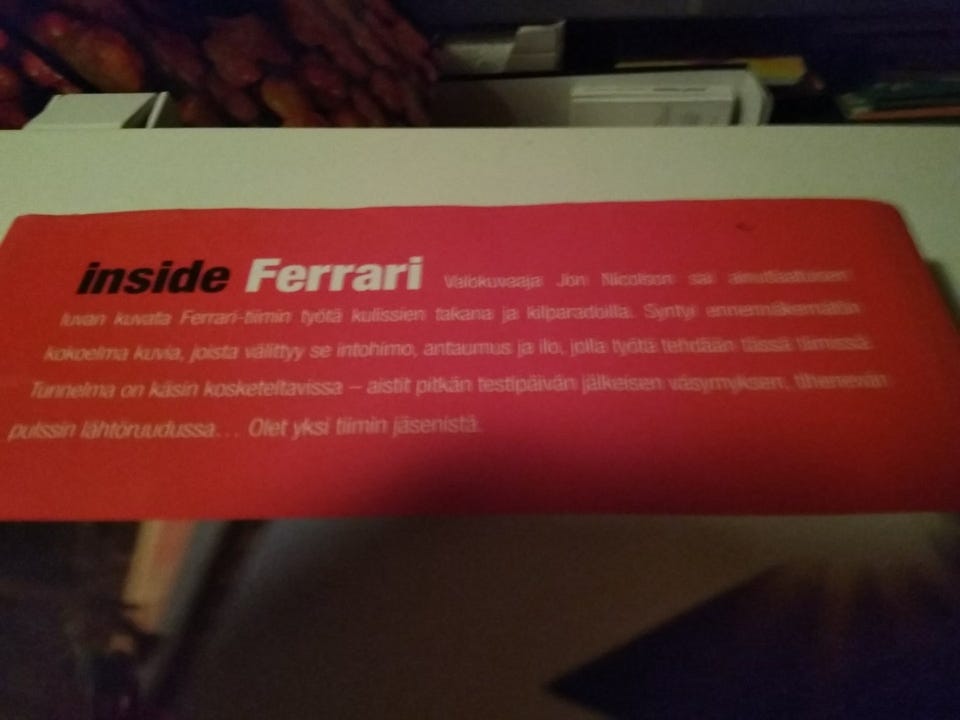 inside Ferrari Valokuvaaja Jon Nicolson sai ainutlaatuisen
luvan kuvata Ferrari-tiimin työtä kulissien takana ja kilparadoilla. Syntyi ennennäkemätön
kokoelma kuvia, joista välittyy se intohimo, antaumus ja ilo, jolla työtä tehdään tässä tiimissä.
Tunnelma on käsin kosketeltavissa – aistit pitkän testipäivän jälkeisen väsymyksen, tihenevän
pulssin lähtöruudussa... Olet yksi tiimin jäsenistä.